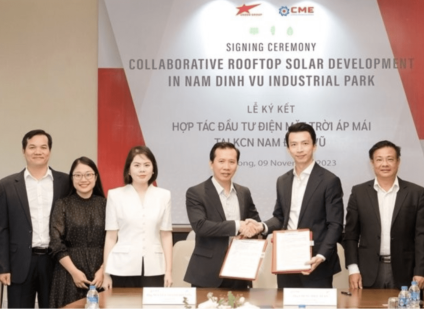 CME
SIGNING CEREMONY
COLLABORATIVE ROOFTOP SOLAR DEVELOPMENT
IN NAM DINH VU INDUSTRIAL PARK
LỄ KÝ KẾT
HỢP TÁC ĐẦU TƯ ĐIỆN MẶT TRỜI ÁP MÁI
TẠI KCN NAM VŨ
09 2023